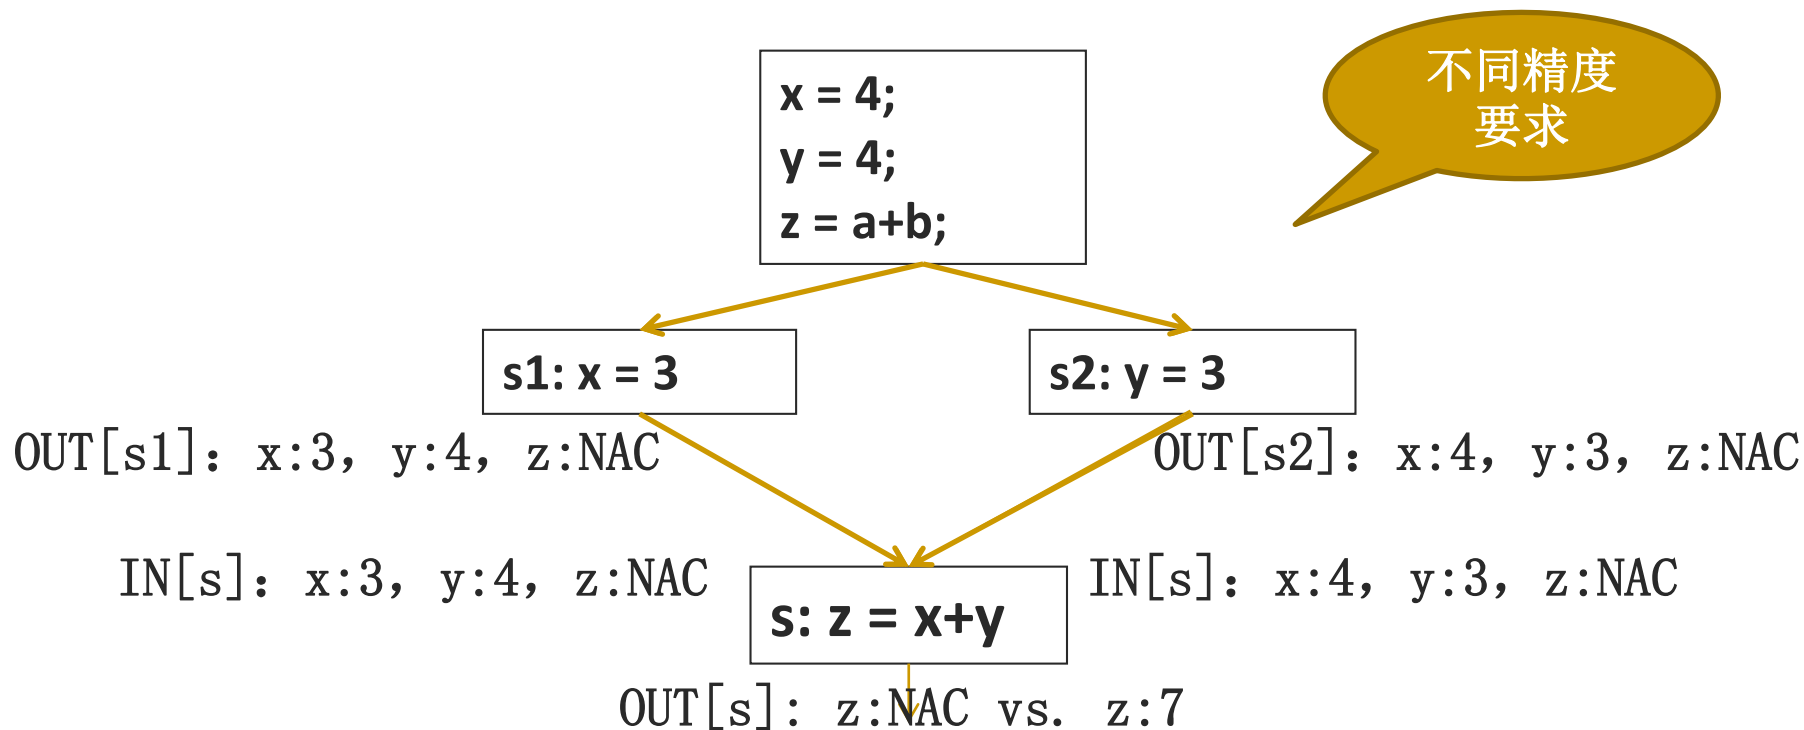 不同精度
要求
x = 4;
y = 4;
z = a+b;
s1: x = 3
s2: y = 3
OUT[s1]: x:3, y:4, z:NAC
OUT[s2]: x:4, y:3, z:NAC
IN[s]: x:3, y:4, z:NAC
IN[s]: x:4, y:3, z:NAC
s: z = x+y
OUT[s]: z:NAC vs. z:7